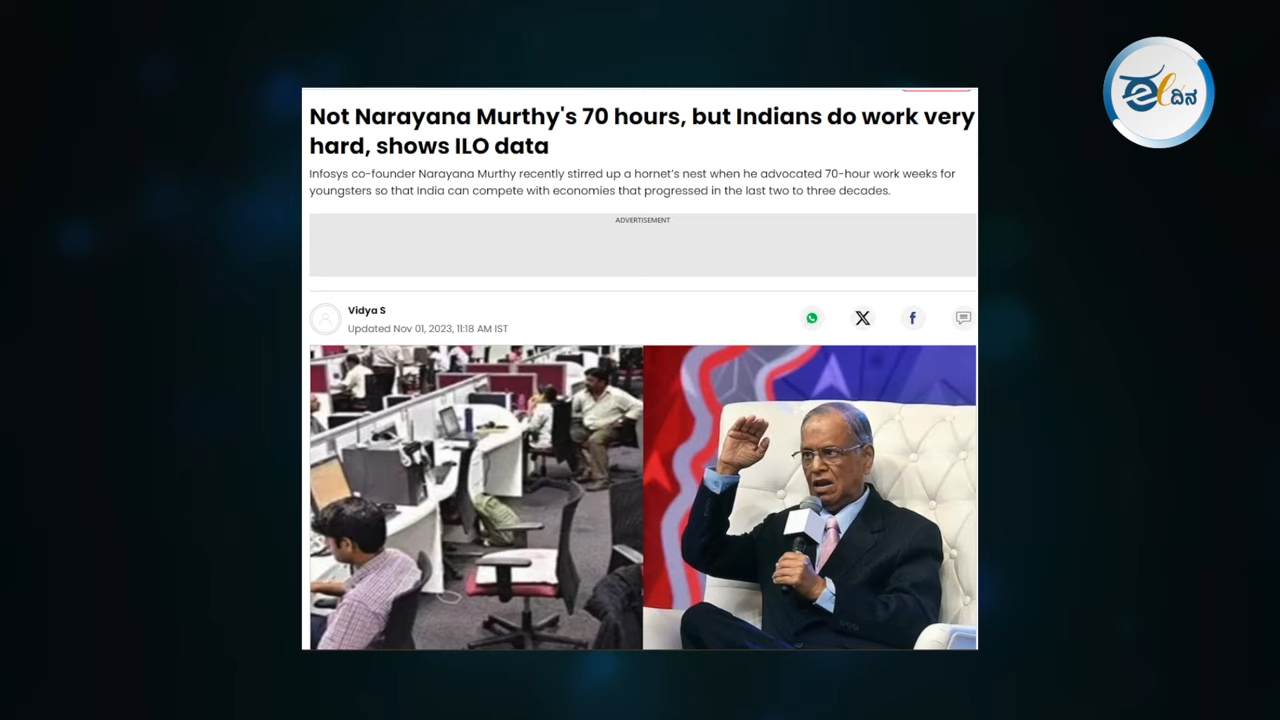 Not Narayana Murthy's 70 hours, but Indians do work very
hard, shows ILO data
Infosys co-founder Narayana Murthy recently stirred up a hornet's nest when he advocated 70-hour work weeks for
youngsters so that India can compete with economies that progressed in the last two to three decades.
ADVERTISEMENT
Vidya S
Updated Nov 01, 2023, 11:18 AM IST
ದಿನ